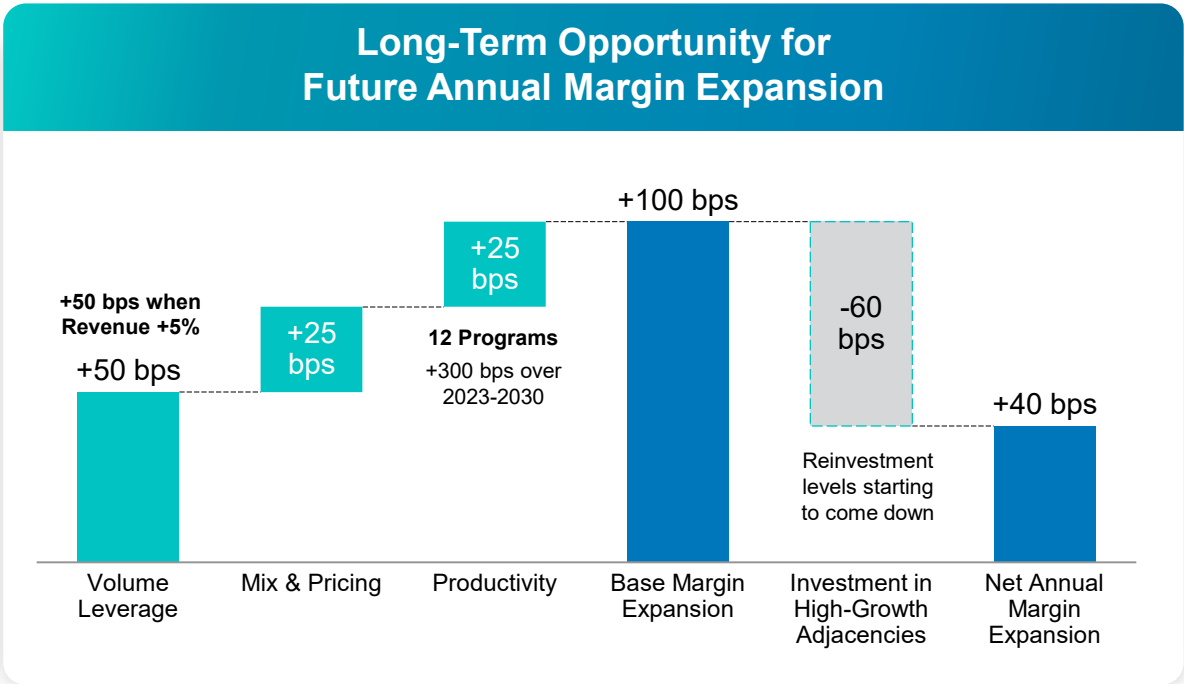 Long-Term Opportunity for
Future Annual Margin Expansion
+50 bps when
Revenue +5%
+50 bps
+25
bps
+25
bps
12 Programs
+300 bps over
2023-2030
+100 bps
-60
bps
Reinvestment
levels starting
to come down
+40 bps
Volume
Leverage
Mix & Pricing
Productivity
Base Margin
Expansion
Investment in
High-Growth
Adjacencies
Net Annual
Margin
Expansion